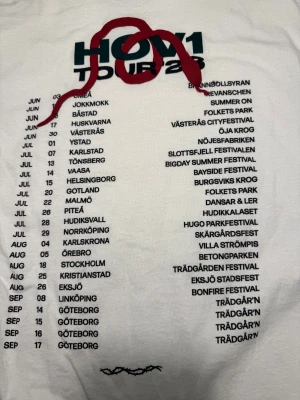 HOV1
TOUR 23
JUN 03 UMEÅ BRÄNNBOLLSYRAN
JUN JOKKMOKK REVANSCHEN
JUN BÅSTAD SUMMER ON
JUN 17 HUSKVARNA FOLKETS PARK
JUN 30 VÄSTERÅS VÄSTERÅS CITYFESTIVAL
JUL 01 YSTAD ÖJA KROG
JUL 07 KARLSTAD NÖJESFABRIKEN
JUL 13 TÖNSBERG SLOTTSFJELL FESTIVALEN
JUL 14 VAASA BIGDAY SUMMER FESTIVAL
JUL 15 HELSINGBORG BAYSIDE FESTIVAL
JUL 20 GOTLAND BURGSVIKS KROG
JUL 22 MALMÖ FOLKETS PARK
JUL 26 PITEÅ DANSAR & LER
JUL 28 HUDIKSVALL HUDIKKALASET
JUL 29 NORRKÖPING HUGO PARKFESTIVAL
AUG 04 KARLSKRONA SKÄRGÅRDSFEST
AUG 05 ÖREBRO VILLA STRÖMPIS
AUG 18 STOCKHOLM BETONGPARKEN
AUG 25 KRISTIANSTAD TRÄDGÅRDEN FESTIVAL
AUG 26 EKSJÖ EKSJÖ STADSFEST
SEP 08 LINKÖPING BONFIRE FESTIVAL
SEP 14 GÖTEBORG TRÄDGÅR'N
SEP 15 GÖTEBORG TRÄDGÅR'N
SEP 16 GÖTEBORG TRÄDGÅR'N
SEP 17 GÖTEBORG TRÄDGÅR'N